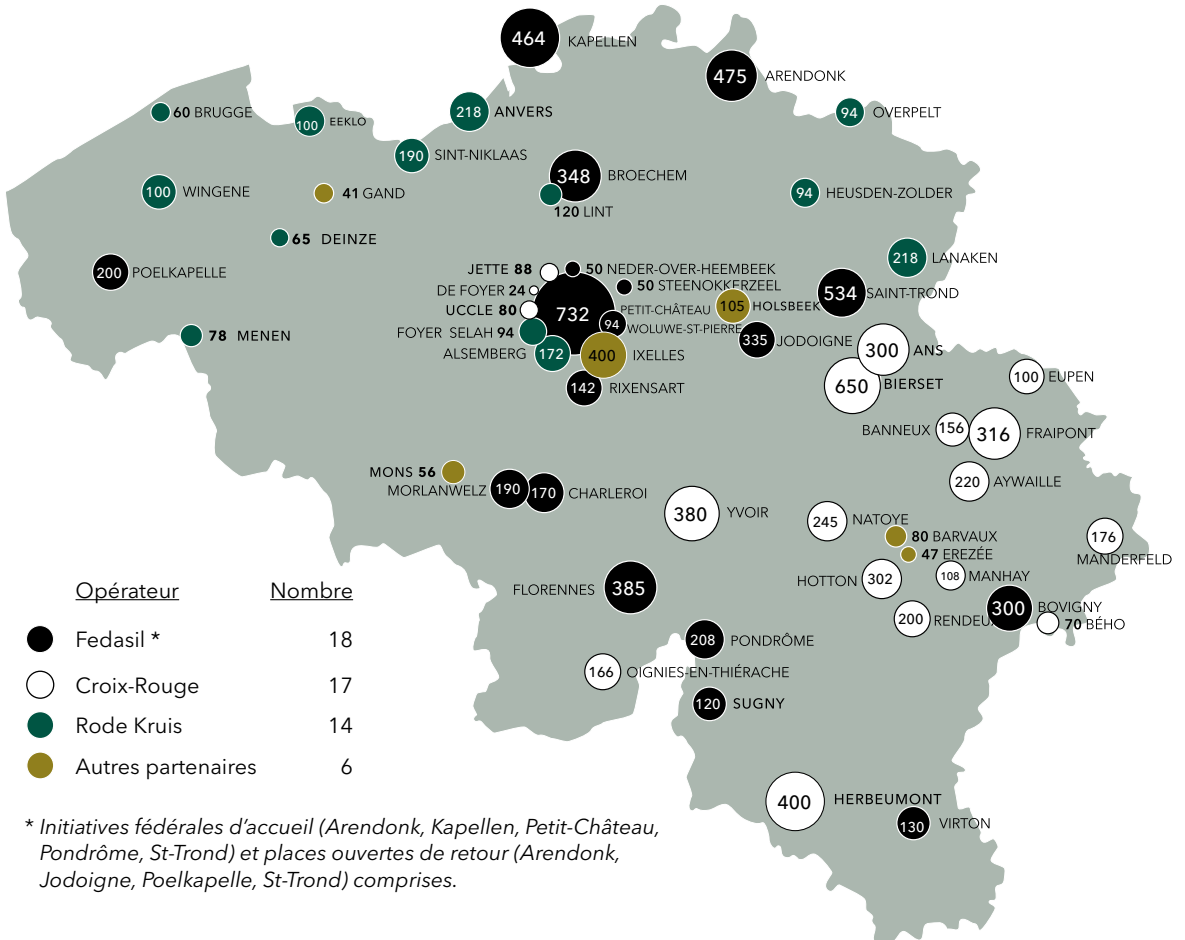 464 KAPELLEN
475 ARENDONK
60 BRUGGE
100 EEKLO
218 ANVERS
94 OVERPELT
190 SINT-NIKLAAS
348 BROECHEM
100 WINGENE
41 GAND
120 LINT
94 HEUSDEN-ZOLDER
65 DEINZE
218 LANAKEN
200 POELKAPELLE
JETTE 88
50 NEDER-OVER-HEEMBEEK
DE FOYER 24
50 STEENOKKERZEEL
534 SAINT-TROND
UCCLE 80
732 PETIT-CHÂTEAU
105 HOLSBEEK
FOYER SELAH 94
94 WOLUWE-ST-PIERRE
78 MENEN
335 JODOIGNE
ALSEMBERG 172
400 IXELLES
300 ANS
142 RIXENSART
650 BIERSET
100 EUPEN
BANNEUX 156
316 FRAIPONT
MONS 56
220 AYWAILLE
MORLANWELZ 190
170 CHARLEROI
380 YVOIR
245 NATOYE
80 BARVAUX
176
MANDERFELD
47 EREZÉE
HOTTON 302
108 MANHAY
FLORENNES 385
300 BOVIGNY
200 RENDEUX
70 BÉHO
208 PONDRÔME
166 OIGNIES-EN-THIÉRACHE
120 SUGNY
400 HERBEUMONT
130 VIRTON
Opérateur Nombre
Fedasil * 18
Croix-Rouge 17
Rode Kruis 14
Autres partenaires 6
* Initiatives fédérales d'accueil (Arendonk, Kapellen, Petit-Château,
Pondrôme, St-Trond) et places ouvertes de retour (Arendonk,
Jodoigne, Poelkapelle, St-Trond) comprises.